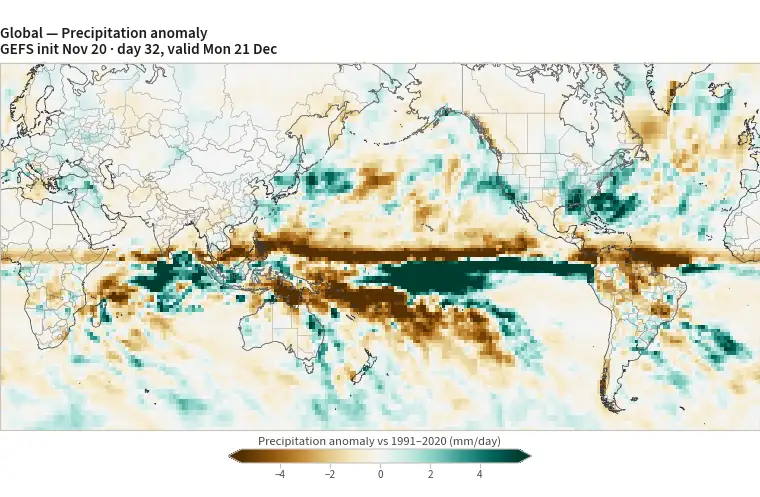 Global — Precipitation anomaly
GEFS init Nov 20 · day 32, valid Mon 21 Dec
Precipitation anomaly vs 1991–2020 (mm/day)
−4 −2 0 2 4